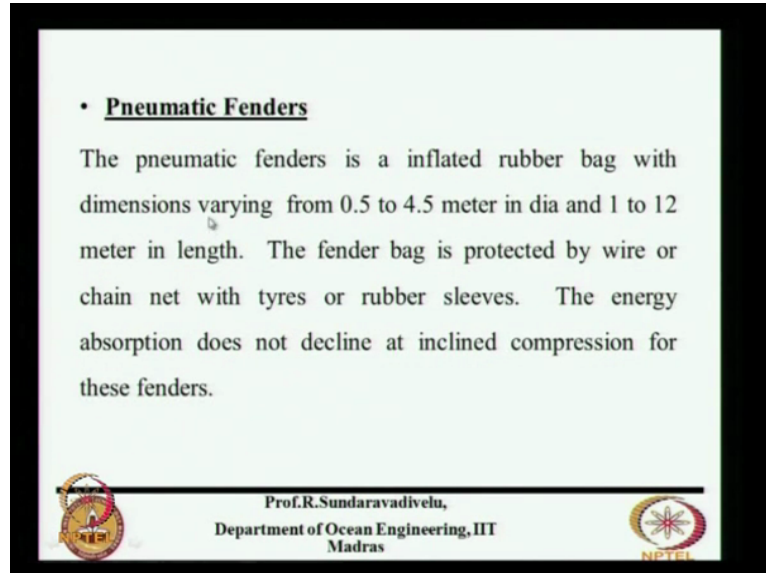 • Pneumatic Fenders
The pneumatic fenders is a inflated rubber bag with
dimensions varying from 0.5 to 4.5 meter in dia and 1 to 12
meter in length. The fender bag is protected by wire or
chain net with tyres or rubber sleeves. The energy
absorption does not decline at inclined compression for
these fenders.
Prof.R.Sundaravadivelu,
Department of Ocean Engineering, IIT
Madras
NPTEL
NPTEL